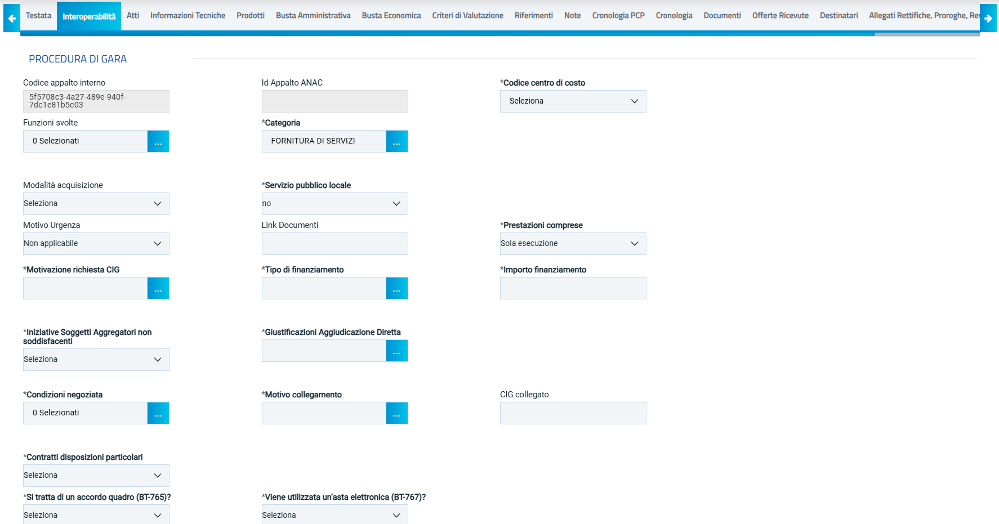 Testata
Interoperabilità
Atti
Informazioni Tecniche
Prodotti
Busta Amministrativa
Busta Economica
Criteri di Valutazione
Riferimenti
Note
Cronologia PCP
Cronologia
Documenti
Offerte Ricevute
Destinatari
Allegati Rettifiche, Proroghe,
PROCEDURA DI GARA
Codice appalto interno
Id Appalto ANAC
*Codice centro di costo
5f5708c3-4a27-489e-940f-
7dc1e81b5c03
Seleziona
Funzioni svolte
*Categoria
0 Selezionati
...
FORNITURA DI SERVIZI
...
Modalità acquisizione
*Servizio pubblico locale
Seleziona
no
Motivo Urgenza
Link Documenti
*Prestazioni comprese
Non applicabile
Sola esecuzione
*Motivazione richiesta CIG
*Tipo di finanziamento
*Importo finanziamento
...
...
*Iniziative Soggetti Aggregatori non
soddisfacenti
*Giustificazioni Aggiudicazione Diretta
Seleziona
...
*Condizioni negoziata
*Motivo collegamento
CIG collegato
0 Selezionati
...
...
*Contratti disposizioni particolari
Seleziona
*Si tratta di un accordo quadro (BT-765)?
*Viene utilizzata un'asta elettronica (BT-767)?
Seleziona
Seleziona